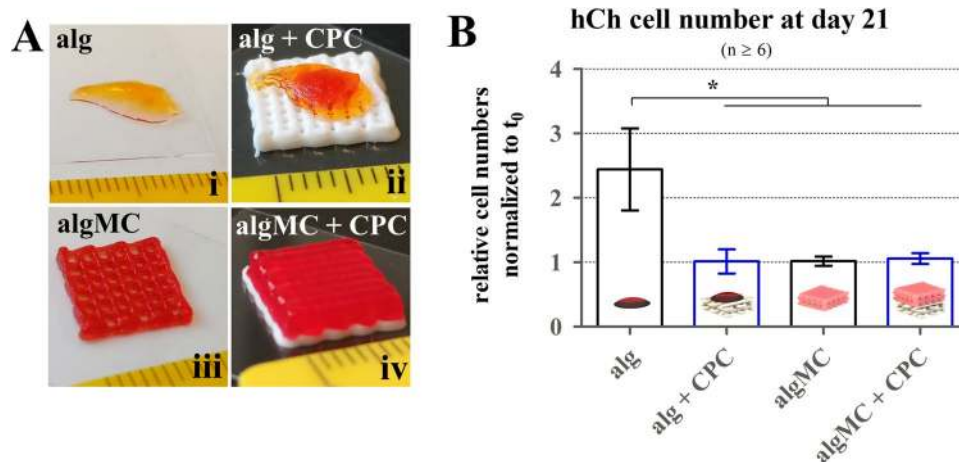 A
alg
i
alg + CPC
ii
algMC
iii
algMC + CPC
iv
B
hCh cell number at day 21
(n ≥ 6)
relative cell numbers
normalized to t₀
4
3
2
1
0
*
alg
alg + CPC
algMC
algMC + CPC